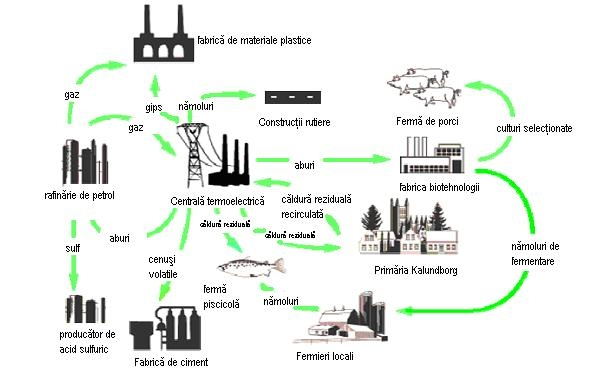 fabrică de materiale plastice
gaz
gips
nămoluri
gaz
Construcții rutiere
Fermă de porci
culturi selecționate
aburi
rafinărie de petrol
Centrală termoelectrică
fabrica biotehnologii
căldură reziduală
recirculată
căldură reziduală
căldură reziduală
sulf
aburi
cenuși
volatile
nămoluri de
fermentare
Primăria Kalundborg
fermă
piscicolă
nămoluri
producător de
acid sulfuric
Fabrică de ciment
Fermieri locali